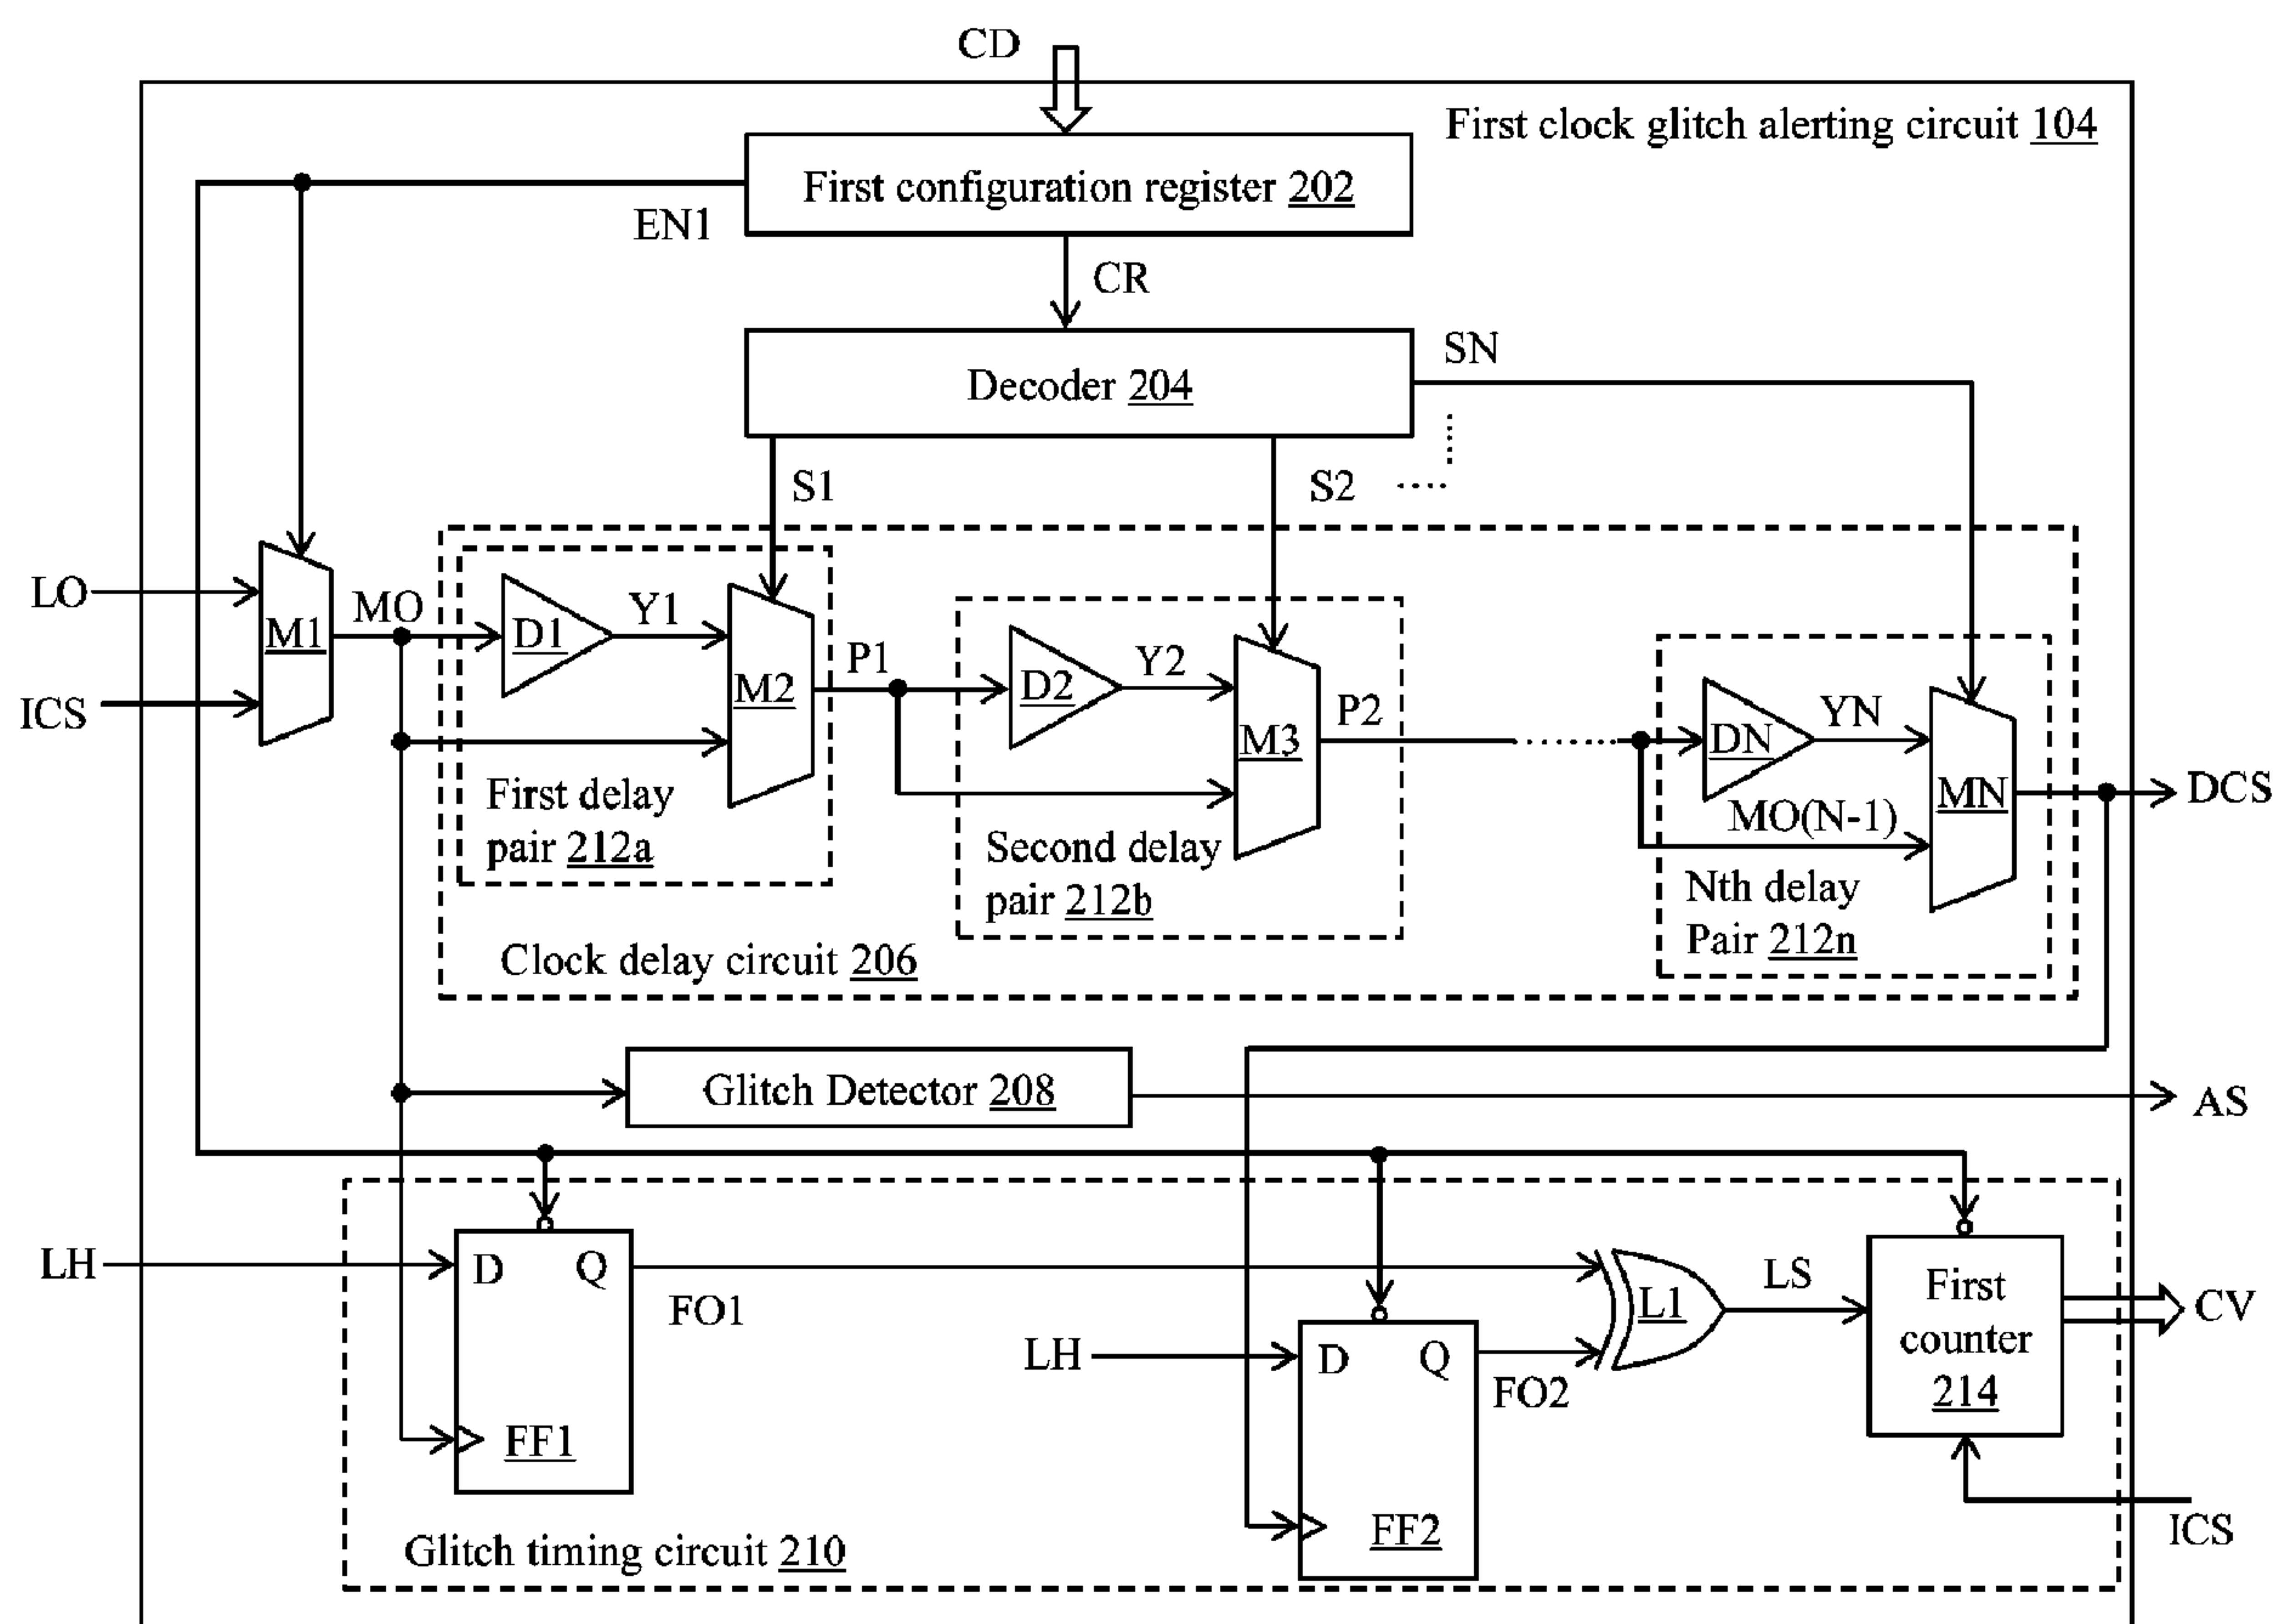 CD
First clock glitch alerting circuit 104
First configuration register 202
EN1
CR
SN
Decoder 204
S1
S2
LO
MO
M1
ICS
D1
Y1
M2
P1
D2
Y2
M3
P2
DN
YN
MO(N-1)
MN
DCS
First delay
pair 212a
Second delay
pair 212b
Nth delay
Pair 212n
Clock delay circuit 206
Glitch Detector 208
AS
LH
D
Q
FO1
FF1
LH
D
Q
FO2
FF2
L1
LS
First
counter
214
CV
ICS
Glitch timing circuit 210